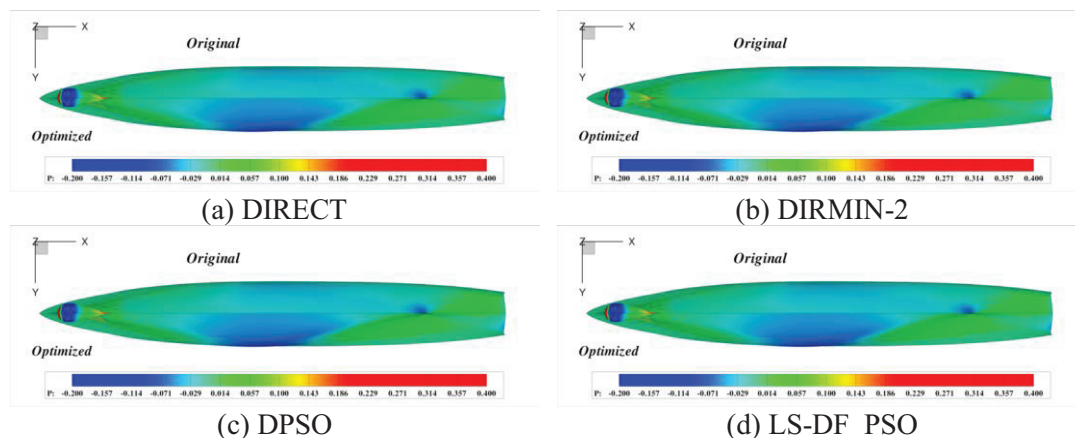 Z X
Original
Y
Optimized
P: -0.200 -0.157 -0.114 -0.071 -0.029 0.014 0.057 0.100 0.143 0.186 0.229 0.271 0.314 0.357 0.400
(a) DIRECT
Z X
Original
Y
Optimized
P: -0.200 -0.157 -0.114 -0.071 -0.029 0.014 0.057 0.100 0.143 0.186 0.229 0.271 0.314 0.357 0.400
(b) DIRMIN-2
Z X
Original
Y
Optimized
P: -0.200 -0.157 -0.114 -0.071 -0.029 0.014 0.057 0.100 0.143 0.186 0.229 0.271 0.314 0.357 0.400
(c) DPSO
Z X
Original
Y
Optimized
P: -0.200 -0.157 -0.114 -0.071 -0.029 0.014 0.057 0.100 0.143 0.186 0.229 0.271 0.314 0.357 0.400
(d) LS-DF PSO